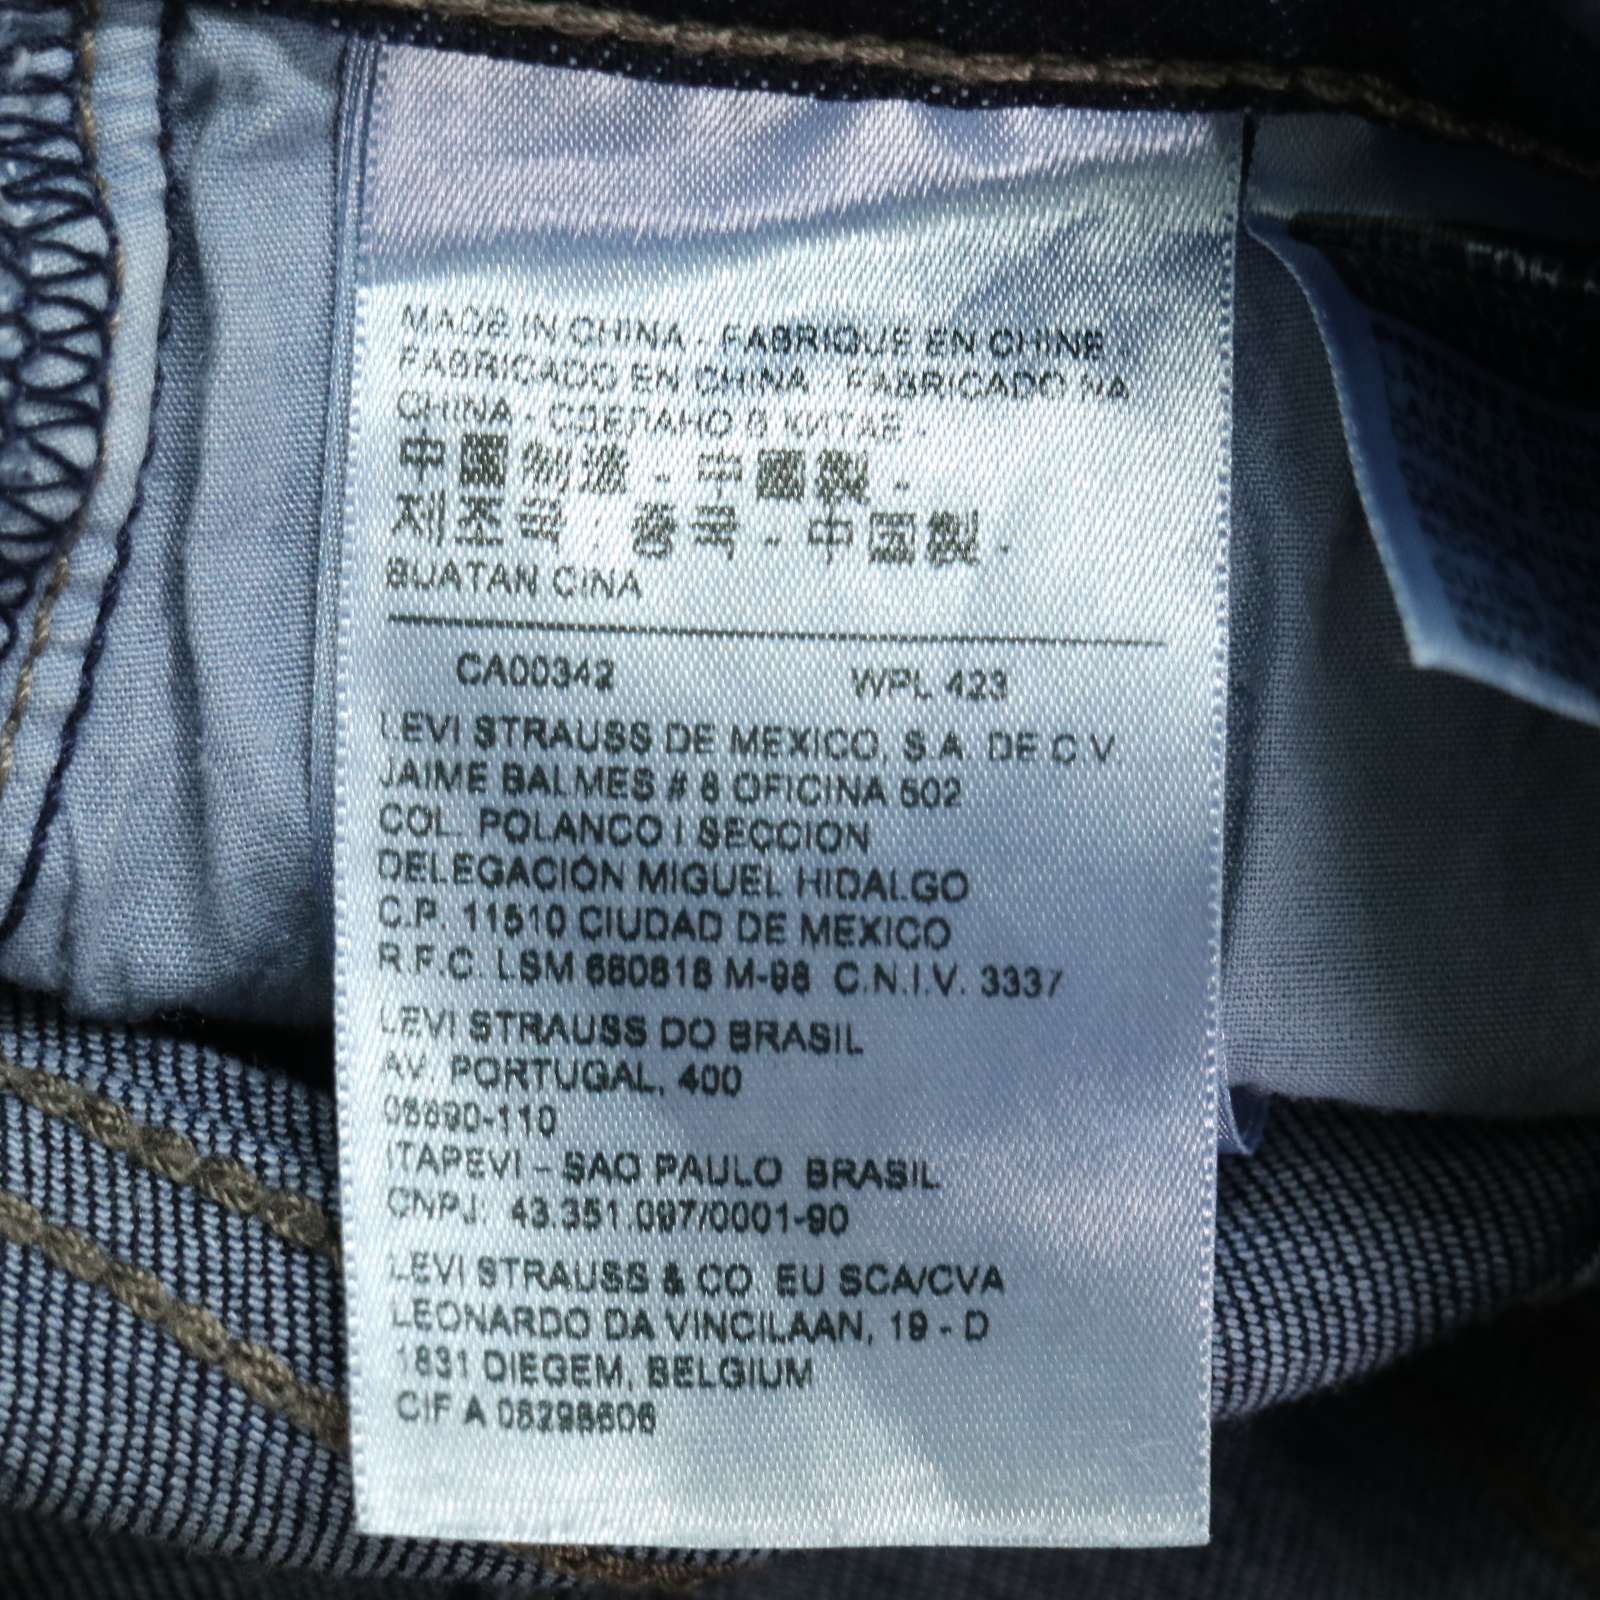 MADE IN CHINA - FABRIQUE EN CHINE -
FABRICADO EN CHINA - FABRICADO NA
CHINA - СДЕЛАНО В КИТАЕ -
中國制造 - 中國製 -
제조국 : 중국 - 中国製 -
BUATAN CINA
CA00342 WPL 423
LEVI STRAUSS DE MEXICO, S.A. DE C.V.
JAIME BALMES # 8 OFICINA 502
COL. POLANCO I SECCION
DELEGACIÓN MIGUEL HIDALGO
C.P. 11510 CIUDAD DE MEXICO
R.F.C. LSM M-98 C.N.I.V. 3337
LEVI STRAUSS DO BRASIL
AV. PORTUGAL, 400
ITAPEVI – SAO PAULO BRASIL
CNPJ: 43.351.097/0001-90
LEVI STRAUSS & CO EU SCA/CVA
LEONARDO DA VINCILAAN, 19 - D
1831 DIEGEM, BELGIUM
CIF A